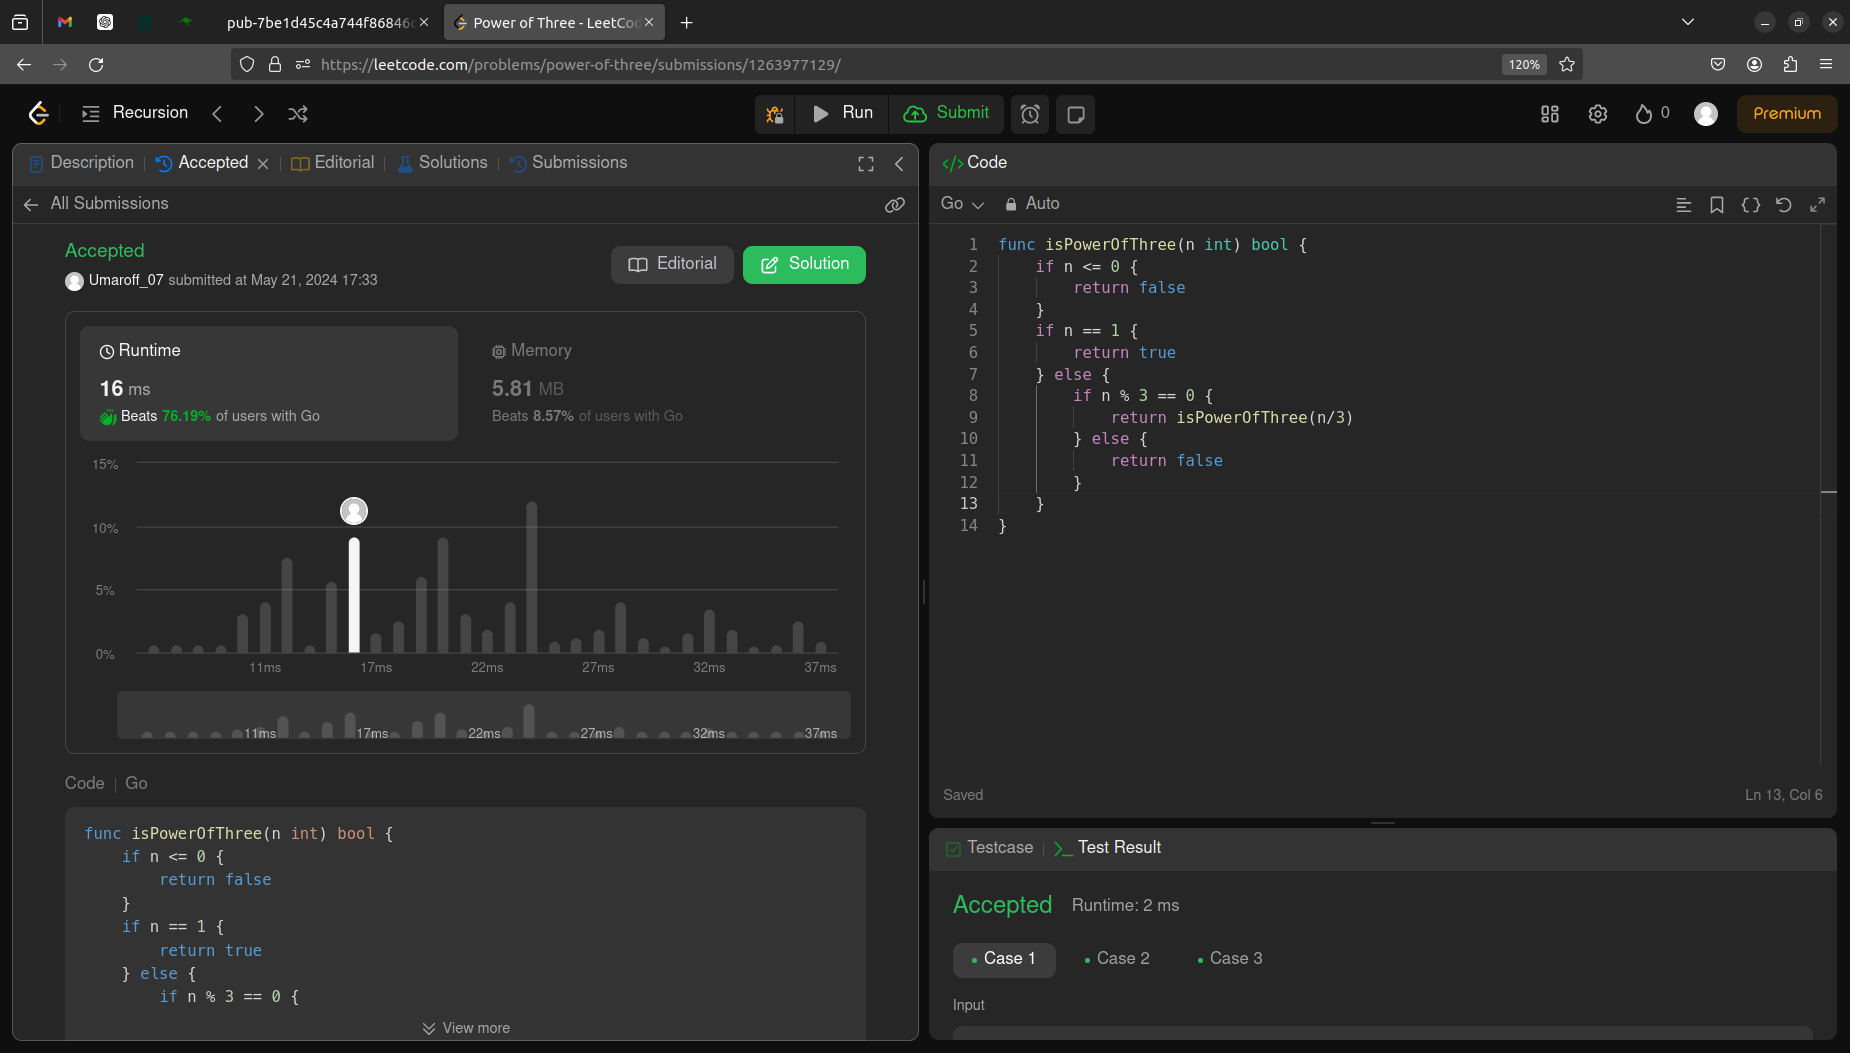 pub-7be1d45c4a744f86846
Power of Three - LeetCo
https://leetcode.com/problems/power-of-three/submissions/1263977129/
120%
Recursion
Run
Submit
0
Premium
Description
Accepted
Editorial
Solutions
Submissions
All Submissions
Accepted
Umaroff_07 submitted at May 21, 2024 17:33
Editorial
Solution
Runtime
16 ms
Beats 76.19% of users with Go
Memory
5.81 MB
Beats 8.57% of users with Go
15%
10%
5%
0%
11ms 17ms 22ms 27ms 32ms 37ms
11ms 17ms 22ms 27ms 32ms 37ms
Code | Go
func isPowerOfThree(n int) bool {
    if n <= 0 {
        return false
    }
    if n == 1 {
        return true
    } else {
        if n % 3 == 0 {
View more
</> Code
Go
Auto
1 func isPowerOfThree(n int) bool {
2     if n <= 0 {
3         return false
4     }
5     if n == 1 {
6         return true
7     } else {
8         if n % 3 == 0 {
9             return isPowerOfThree(n/3)
10         } else {
11             return false
12         }
13     }
14 }
Saved
Ln 13, Col 6
Testcase
>_ Test Result
Accepted
Runtime: 2 ms
Case 1
Case 2
Case 3
Input